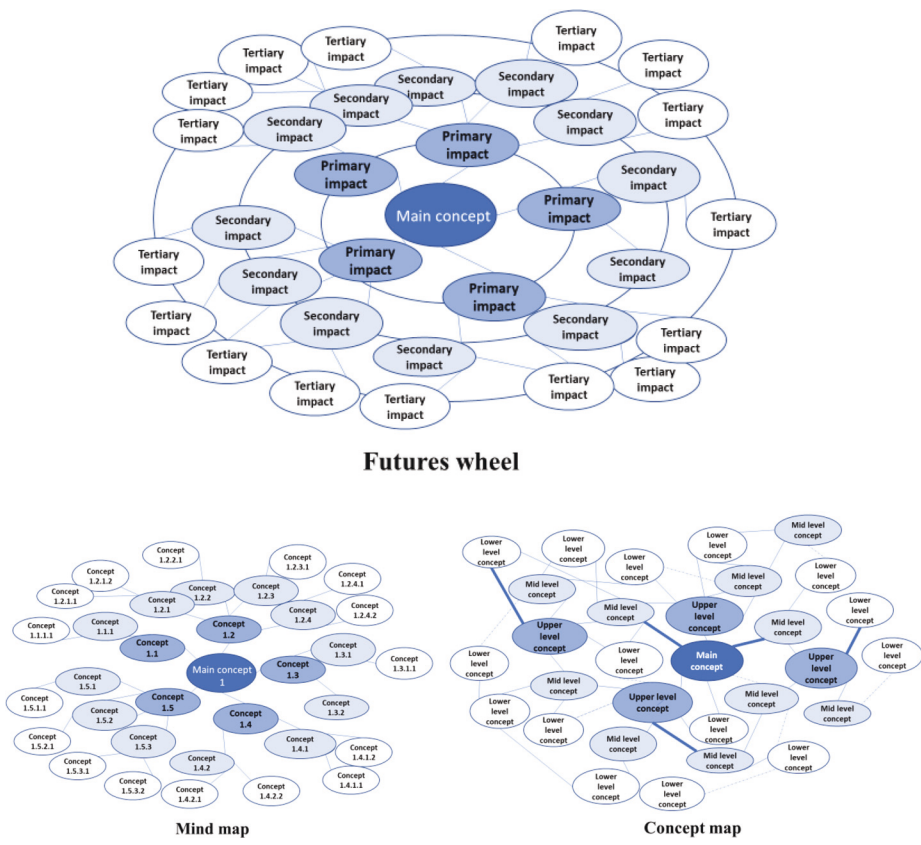 Tertiary
impact
Tertiary
impact
Tertiary
impact
Tertiary
impact
Secondary
impact
Secondary
impact
Tertiary
impact
Secondary
impact
Tertiary
impact
Secondary
impact
Tertiary
impact
Secondary
impact
Primary
impact
Primary
impact
Secondary
impact
Primary
impact
Main concept
Tertiary
impact
Secondary
impact
Tertiary
impact
Primary
impact
Secondary
impact
Secondary
impact
Primary
impact
Tertiary
impact
Secondary
impact
Secondary
impact
Tertiary
impact
Secondary
impact
Tertiary
impact
Tertiary
impact
Tertiary
impact
Tertiary
impact
Tertiary
impact
Futures wheel
Concept
1.2.2.1
Concept
1.2.3.1
Concept
1.2.1.2
Concept
1.2.4.1
Concept
1.2.1.1
Concept
1.2.2
Concept
1.2.3
Concept
1.2.1
Concept
1.2.4
Concept
1.2.4.2
Concept
1.1.1.1
Concept
1.1.1
Concept
1.2
Concept
1.1
Concept
1.3.1
Concept
1.3.1.1
Main concept
1
Concept
1.3
Concept
1.5.1
Concept
1.5.1.1
Concept
1.5
Concept
1.3.2
Concept
1.5.2
Concept
1.4
Concept
1.5.2.1
Concept
1.5.3
Concept
1.4.1
Concept
1.4.1.2
Concept
1.5.3.1
Concept
1.4.2
Concept
1.4.1.1
Concept
1.5.3.2
Concept
1.4.2.1
Concept
1.4.2.2
Mind map
Lower
level concept
Mid level
concept
Lower
level concept
Lower
level concept
Lower
level concept
Lower
level concept
Mid level
concept
Mid level
concept
Lower
level concept
Mid level
concept
Upper level
concept
Mid level
concept
Upper level
concept
Lower
level concept
Lower
level concept
Lower
level concept
Main
concept
Upper level
concept
Mid level
concept
Upper level
concept
Mid level
concept
Lower
level concept
Mid level
concept
Lower
level concept
Lower
level concept
Mid level
concept
Mid level
concept
Lower
level concept
Lower
level concept
Lower
level concept
Concept map